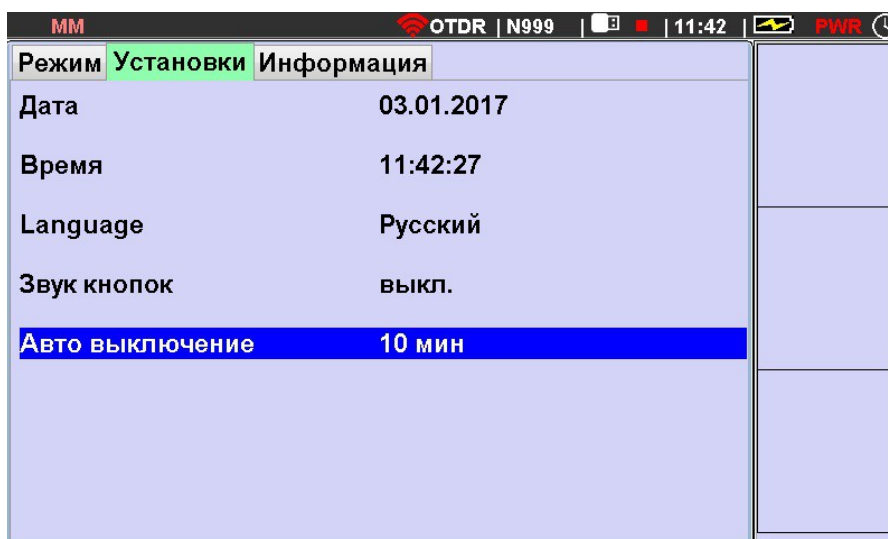 MM OTDR | N999 | | 11:42 | PWR
Режим Установки Информация
Дата 03.01.2017
Время 11:42:27
Language Русский
Звук кнопок выкл.
Авто выключение 10 мин